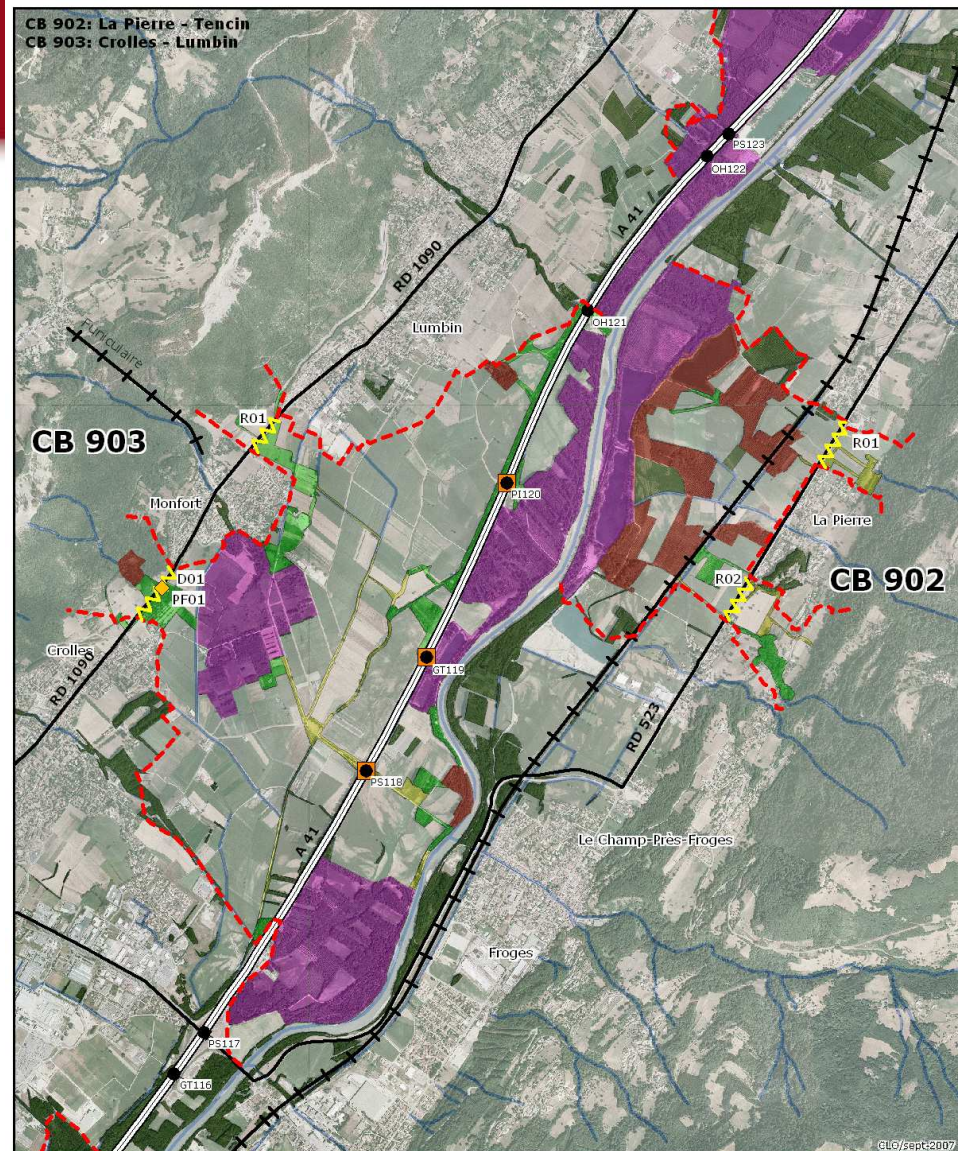 CB 902: La Pierre - Tencin
CB 903: Crolles - Lumbin
PS123
OH122
A 41
RD 1090
OH121
Lumbin
Funiculaire
R01
CB 903
R01
PI120
Monfort
La Pierre
D01
PF01
R02
CB 902
Crolles
RD 1090
GT119
RD 523
PS118
A 41
Le Champ-Près-Froges
Froges
PS117
GT116
CLO/sept-2007